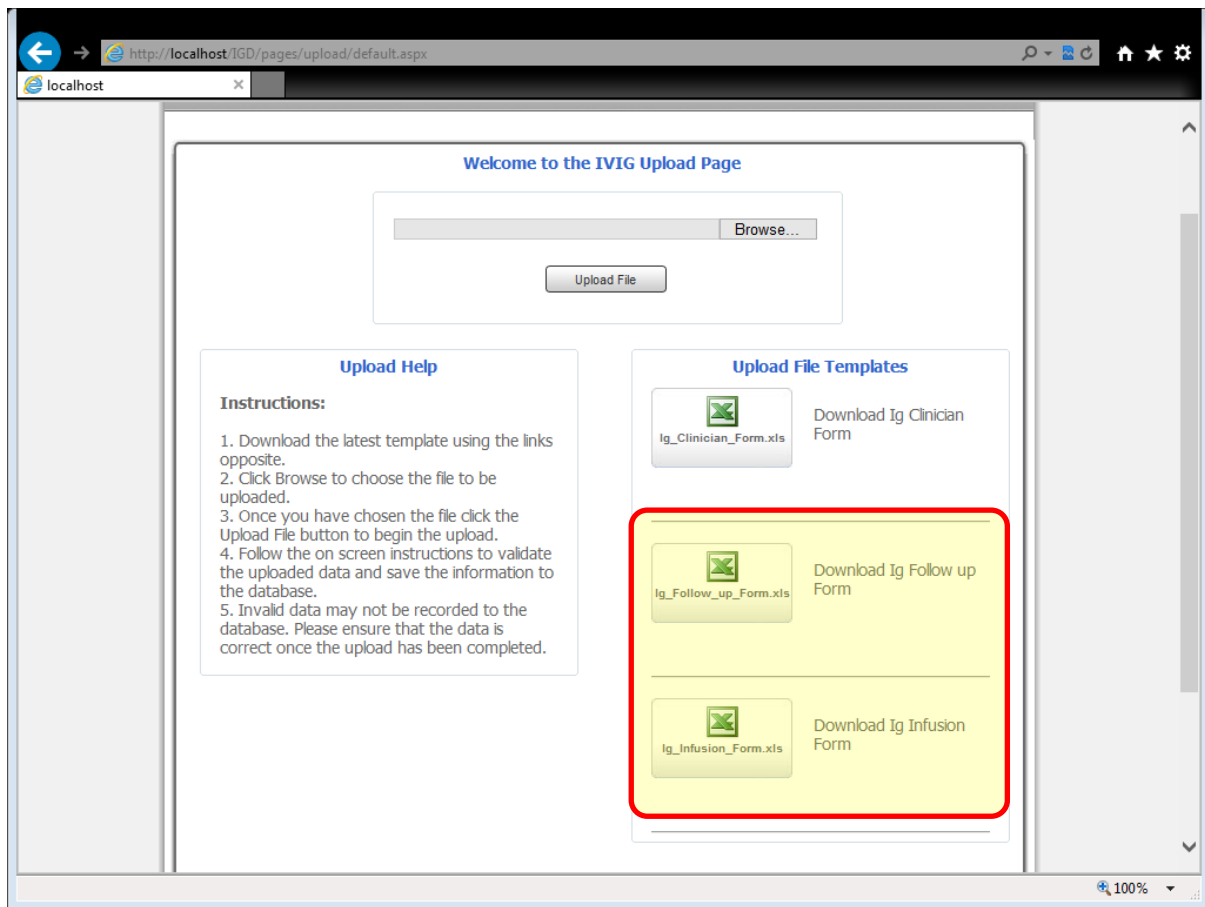 http://localhost/IGD/pages/upload/default.aspx
localhost
Welcome to the IVIG Upload Page
Browse...
Upload File
Upload Help
Instructions:
1. Download the latest template using the links
opposite.
2. Click Browse to choose the file to be
uploaded.
3. Once you have chosen the file click the
Upload File button to begin the upload.
4. Follow the on screen instructions to validate
the uploaded data and save the information to
the database.
5. Invalid data may not be recorded to the
database. Please ensure that the data is
correct once the upload has been completed.
Upload File Templates
Ig_Clinician_Form.xls
Download Ig Clinician
Form
Ig_Follow_up_Form.xls
Download Ig Follow up
Form
Ig_Infusion_Form.xls
Download Ig Infusion
Form
100%